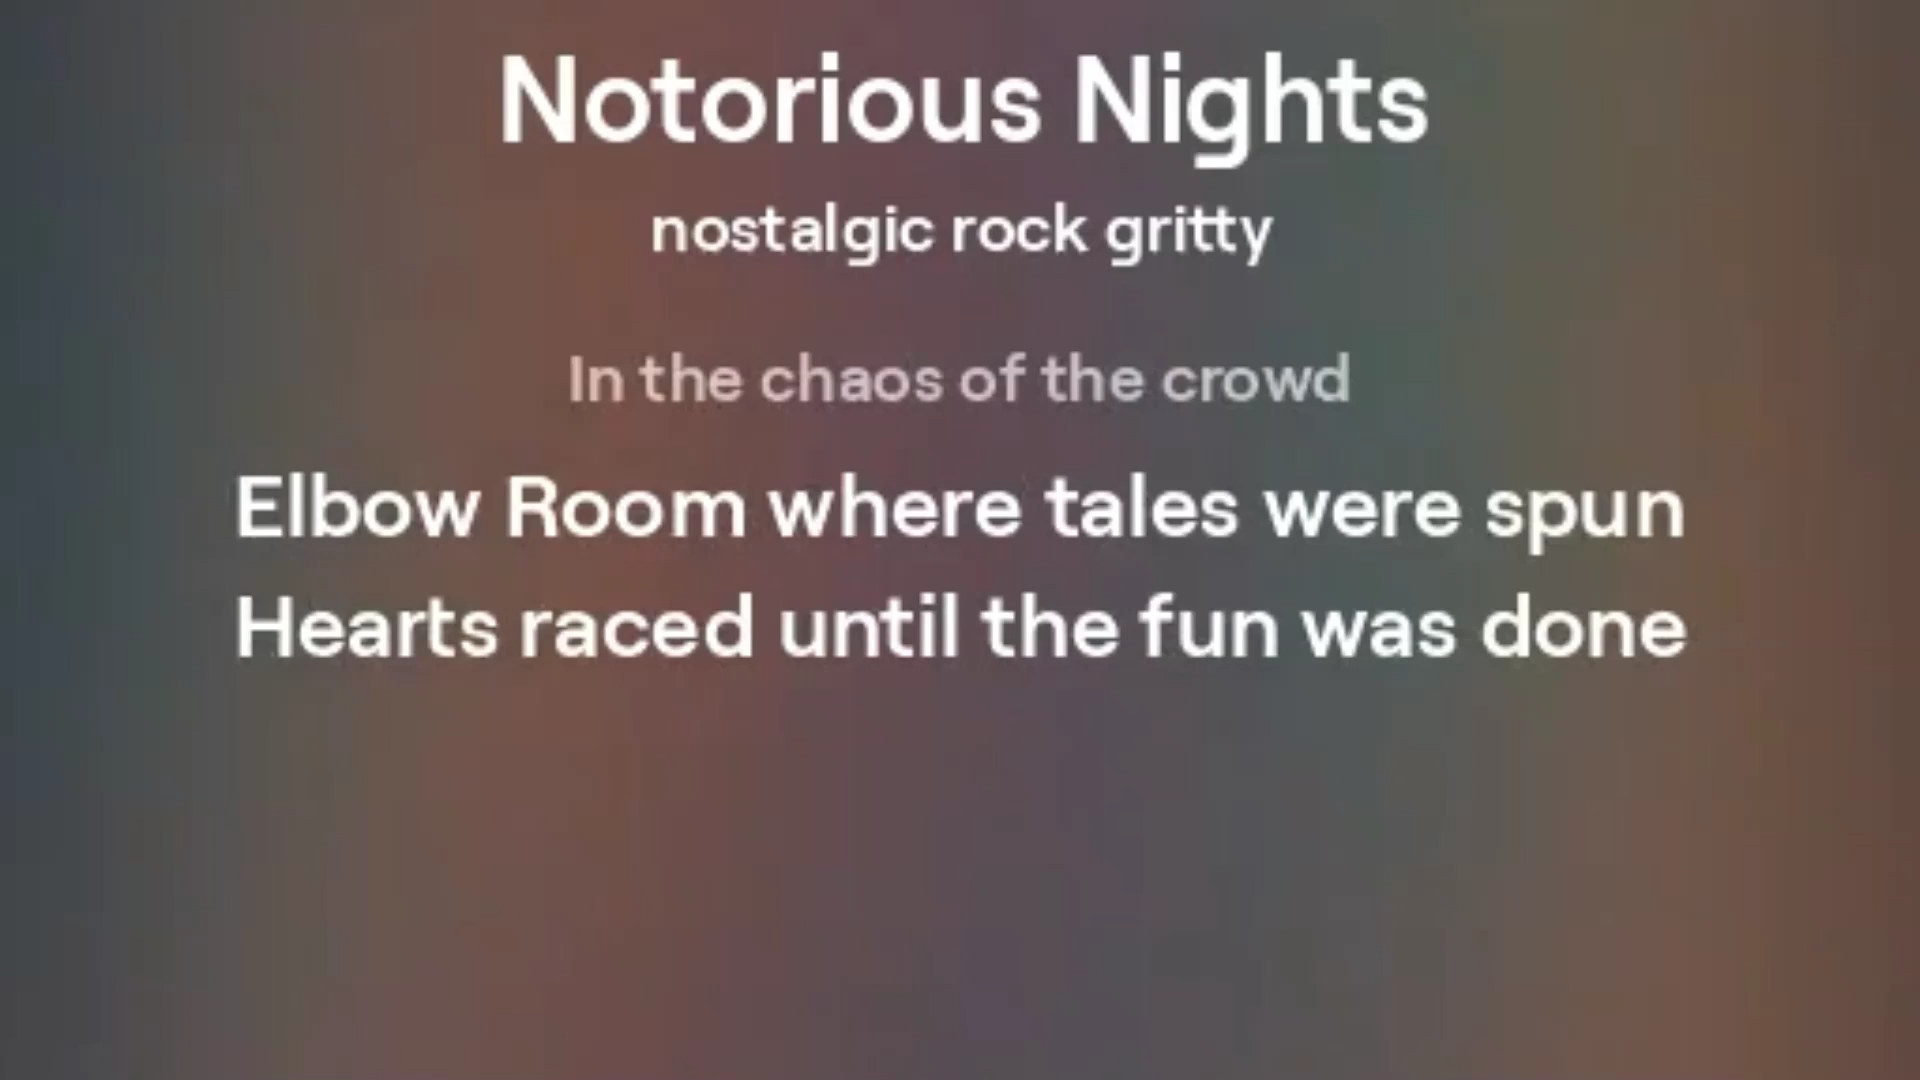 Notorious Nights
nostalgic rock gritty
In the chaos of the crowd
Elbow Room where tales were spun
Hearts raced until the fun was done